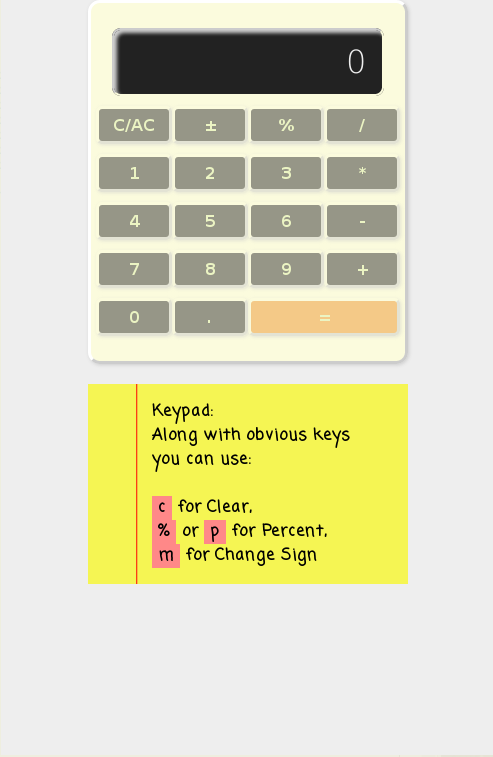 0
C/AC ± % /
1 2 3 *
4 5 6 -
7 8 9 +
0 . =
Keypad:
Along with obvious keys
you can use:
c for Clear,
% or p for Percent,
m for Change Sign